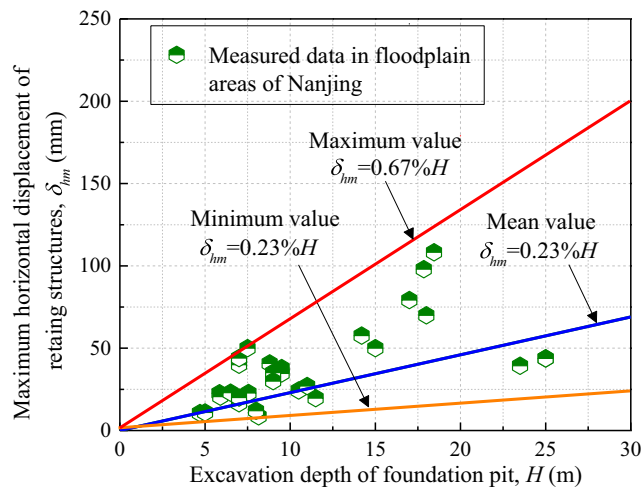 Measured data in floodplain
areas of Nanjing
Maximum value
δhm=0.67%H
Minimum value
δhm=0.23%H
Mean value
δhm=0.23%H
250
200
150
100
50
0
0
5
10
15
20
25
30
Maximum horizontal displacement of
retaing structures, δhm (mm)
Excavation depth of foundation pit, H (m)